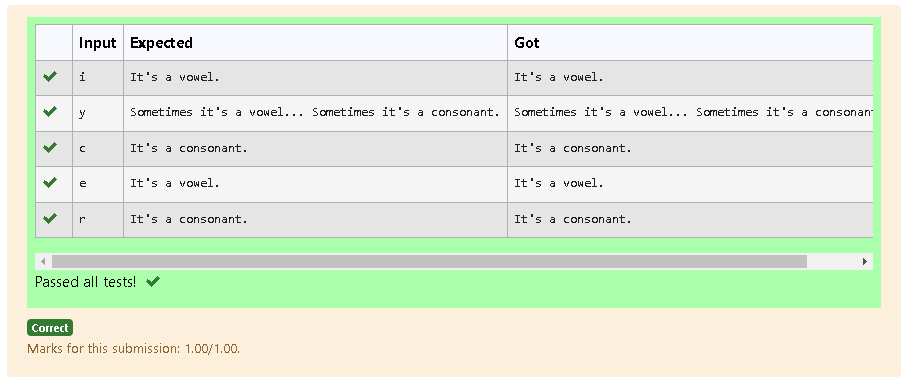 Input Expected Got
i It's a vowel. It's a vowel.
y Sometimes it's a vowel... Sometimes it's a consonant. Sometimes it's a vowel... Sometimes it's a consonant
c It's a consonant. It's a consonant.
e It's a vowel. It's a vowel.
r It's a consonant. It's a consonant.
Passed all tests!
Correct
Marks for this submission: 1.00/1.00.